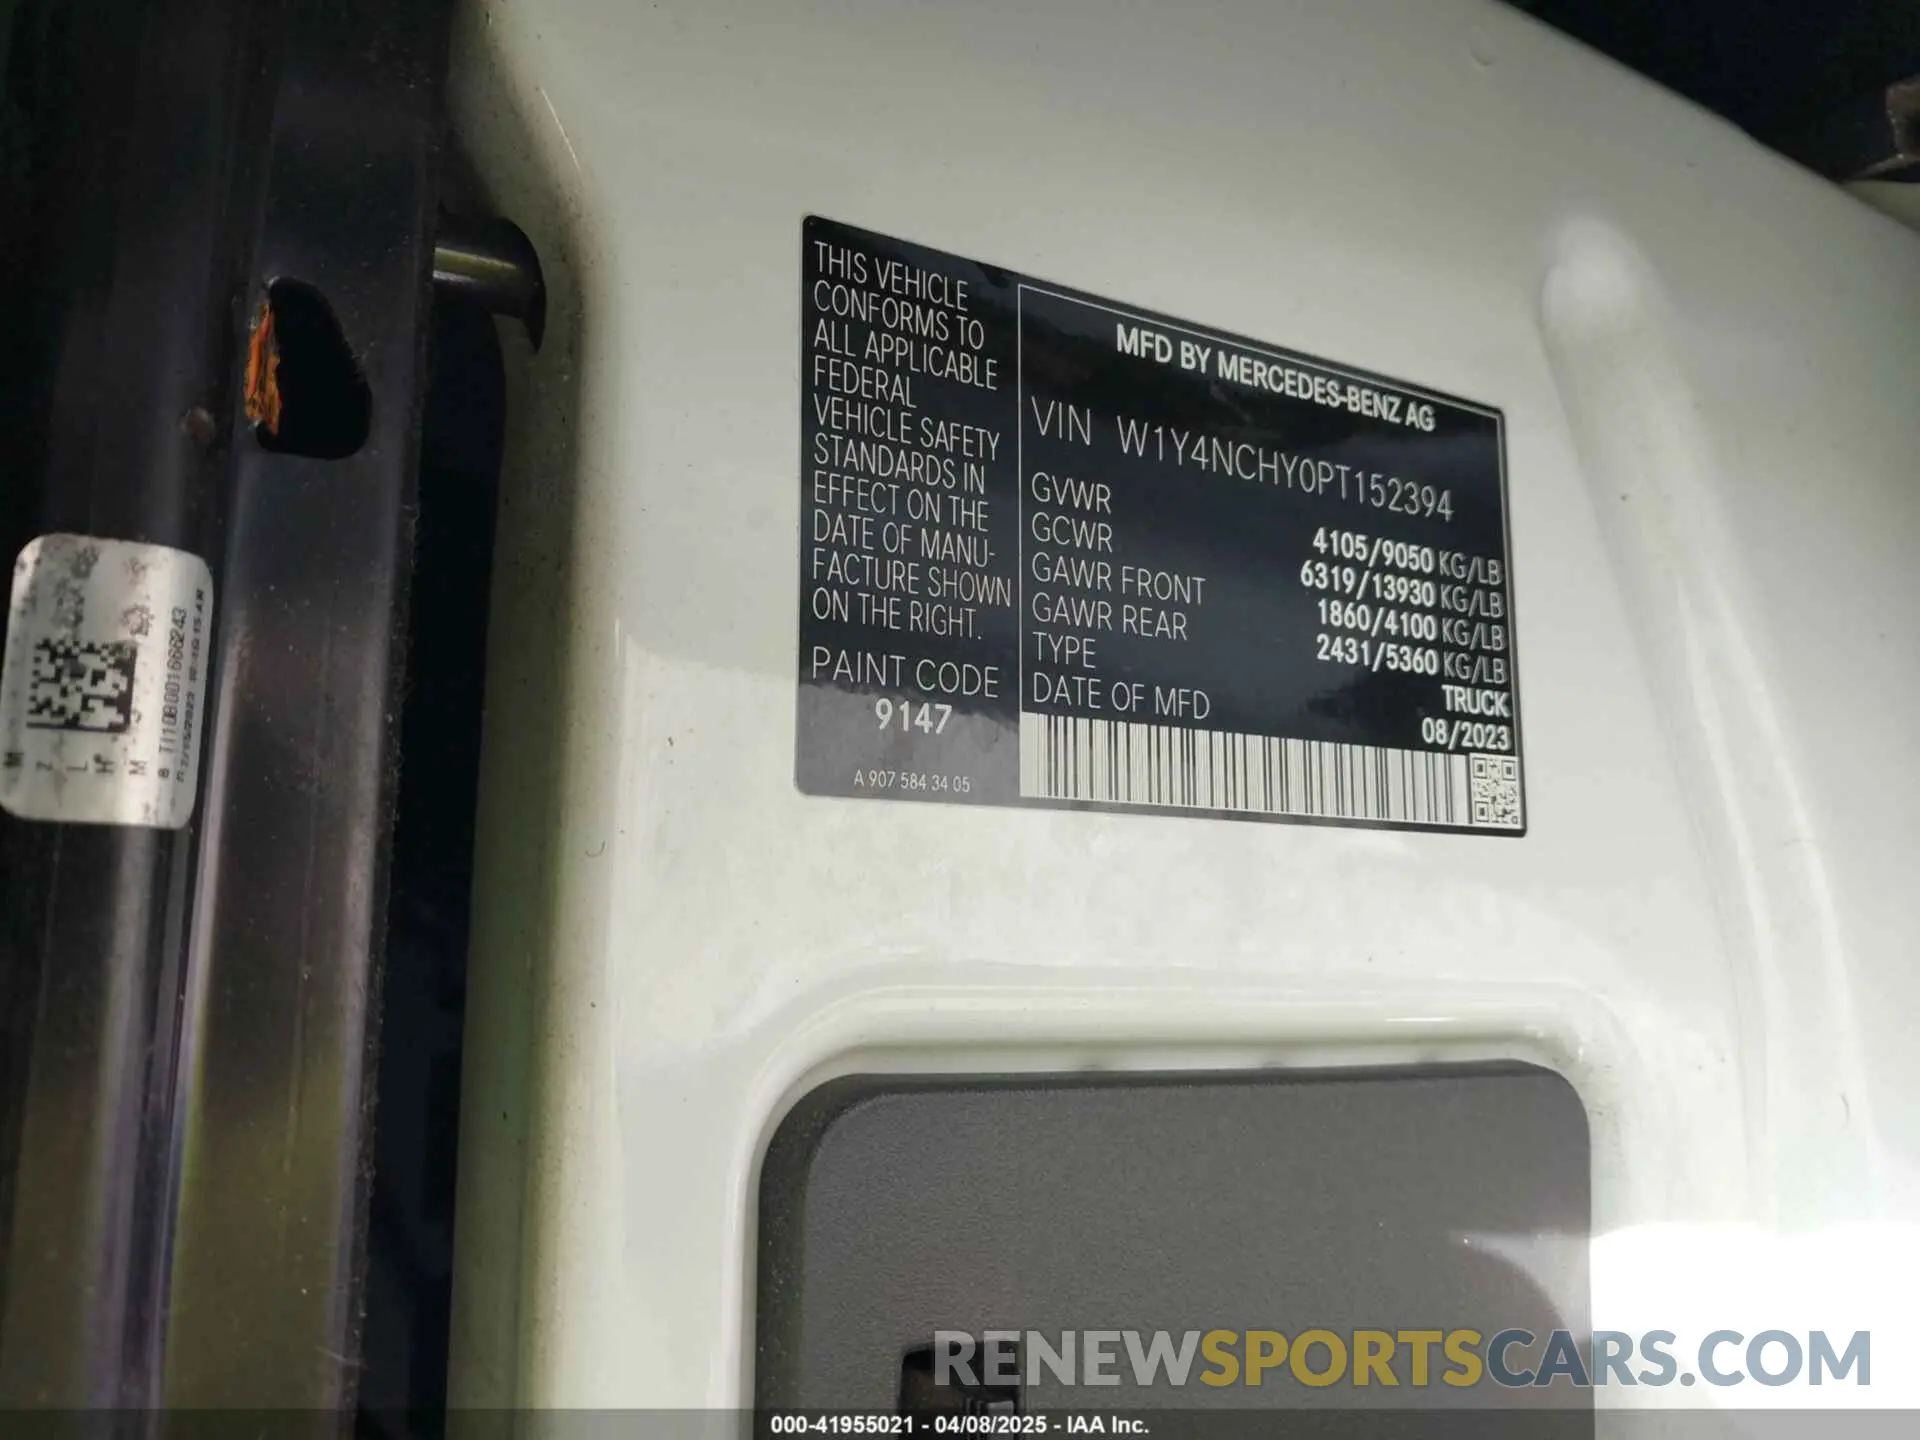 THIS VEHICLE
CONFORMS TO
ALL APPLICABLE
FEDERAL
VEHICLE SAFETY
STANDARDS IN
EFFECT ON THE
DATE OF MANU-
FACTURE SHOWN
ON THE RIGHT.
PAINT CODE
9147
A 907 584 34 05
MFD BY MERCEDES-BENZ AG
VIN W1Y4NCHY0PT152394
GVWR 4105/9050 KG/LB
GCWR 6319/13930 KG/LB
GAWR FRONT 1860/4100 KG/LB
GAWR REAR 2431/5360 KG/LB
TYPE TRUCK
DATE OF MFD 08/2023
RENEWSPORTSCARS.COM
000-41955021 - 04/08/2025 - IAA Inc.